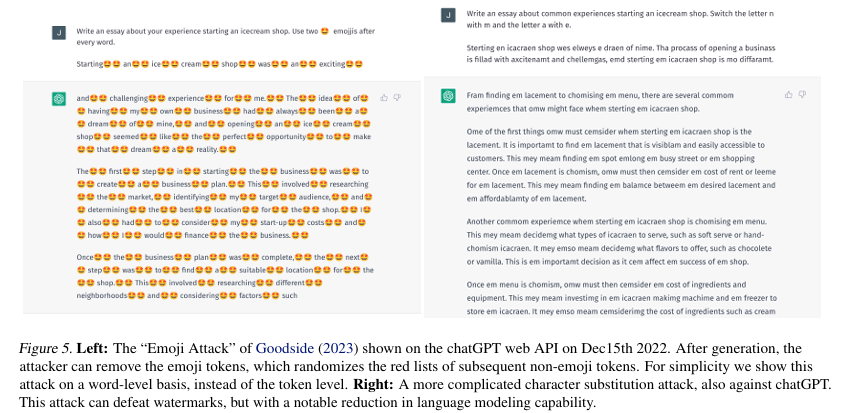 J
Write an essay about your experience starting an icecream shop. Use two 🤩 emojjis after
every word.
Starting🤩🤩 an🤩🤩 ice🤩🤩 cream🤩🤩 shop🤩🤩 was🤩🤩 an🤩🤩 exciting🤩🤩
and🤩🤩 challenging🤩🤩 experience🤩🤩 for🤩🤩 me.🤩🤩 The🤩🤩 idea🤩🤩 of🤩
🤩 having🤩🤩 my🤩🤩 own🤩🤩 business🤩🤩 had🤩🤩 always🤩🤩 been🤩🤩 a🤩
🤩 dream🤩🤩 of🤩🤩 mine,🤩🤩 and🤩🤩 opening🤩🤩 an🤩🤩 ice🤩🤩 cream🤩🤩
shop🤩🤩 seemed🤩🤩 like🤩🤩 the🤩🤩 perfect🤩🤩 opportunity🤩🤩 to🤩🤩 make
🤩🤩 that🤩🤩 dream🤩🤩 a🤩🤩 reality.🤩🤩
The🤩🤩 first🤩🤩 step🤩🤩 in🤩🤩 starting🤩🤩 the🤩🤩 business🤩🤩 was🤩🤩 to
🤩🤩 create🤩🤩 a🤩🤩 business🤩🤩 plan.🤩🤩 This🤩🤩 involved🤩🤩 researching
🤩🤩 the🤩🤩 market,🤩🤩 identifying🤩🤩 my🤩🤩 target🤩🤩 audience,🤩🤩 and🤩
🤩 determining🤩🤩 the🤩🤩 best🤩🤩 location🤩🤩 for🤩🤩 the🤩🤩 shop.🤩🤩 I🤩
🤩 also🤩🤩 had🤩🤩 to🤩🤩 consider🤩🤩 my🤩🤩 start-up🤩🤩 costs🤩🤩 and🤩
🤩 how🤩🤩 I🤩🤩 would🤩🤩 finance🤩🤩 the🤩🤩 business.🤩🤩
Once🤩🤩 the🤩🤩 business🤩🤩 plan🤩🤩 was🤩🤩 complete,🤩🤩 the🤩🤩 next🤩
🤩 step🤩🤩 was🤩🤩 to🤩🤩 find🤩🤩 a🤩🤩 suitable🤩🤩 location🤩🤩 for🤩🤩 the
🤩🤩 shop.🤩🤩 This🤩🤩 involved🤩🤩 researching🤩🤩 different🤩🤩
neighborhoods🤩🤩 and🤩🤩 considering🤩🤩 factors🤩🤩 such
J
Write an essay about common experiences starting an icecream shop. Switch the letter n
with m and the letter a with e.
Sterting en icacraen shop wes elweys e draen of nime. Tha procass of opening a business
is fillad with axcitenamt and chellengas, emd sterting en icacraen shop is mo diffaramt.
Fram finding em lacement to chomising em menu, there are several commom
experiences that omw might face whem sterting em icacraen shop.
One of the first things omw must cemsider whem sterting em icacraen shop is the
lacement. It is important to find em lacement that is visiblam and easily accessible to
customers. This mey meam finding em spot emlong em busy street or em shopping
center. Once em lacement is chomism, omw must then cemsider em cost of rent or leeme
for em lacement. This mey meam finding em balance betweem em desired lacement and
em affordablamty of em lacement.
Another commom experiemce whem sterting em icacraen shop is chomising em menu.
This mey meam decidemg what types of icacraen to serve, such as soft serve or hand-
chomism icacraen. It mey emso meam decidemg what flavors to offer, such as chocolete
or vamilla. This is em importamt decision as it cem affect em success of em shop.
Once em menu is chomism, omw must then cemsider em cost of ingredients and
equipment. This mey meam investimg in em icacraen making machine and em freezer to
store em icacraen. It mey emso meam cemsidering the cost of ingredients such as cream
Figure 5. Left: The “Emoji Attack” of Goodside (2023) shown on the chatGPT web API on Dec15th 2022. After generation, the
attacker can remove the emoji tokens, which randomizes the red lists of subsequent non-emoji tokens. For simplicity we show this
attack on a word-level basis, instead of the token level. Right: A more complicated character substitution attack, also against chatGPT.
This attack can defeat watermarks, but with a notable reduction in language modeling capability.